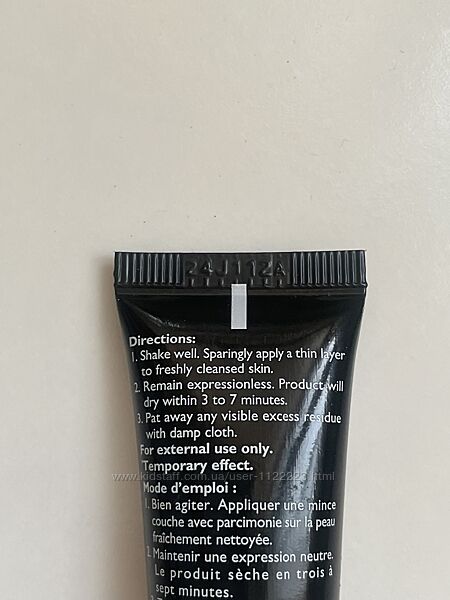 24J112A
Directions:
1. Shake well. Sparingly apply a thin layer
to freshly cleansed skin.
2. Remain expressionless. Product will
dry within 3 to 7 minutes.
3. Pat away any visible excess residue
with damp cloth.
For external use only.
Temporary effect.
Mode d'emploi :
1. Bien agiter. Appliquer une mince
couche avec parcimonie sur la peau
fraîchement nettoyée.
2. Maintenir une expression neutre.
Le produit sèche en trois à
sept minutes.